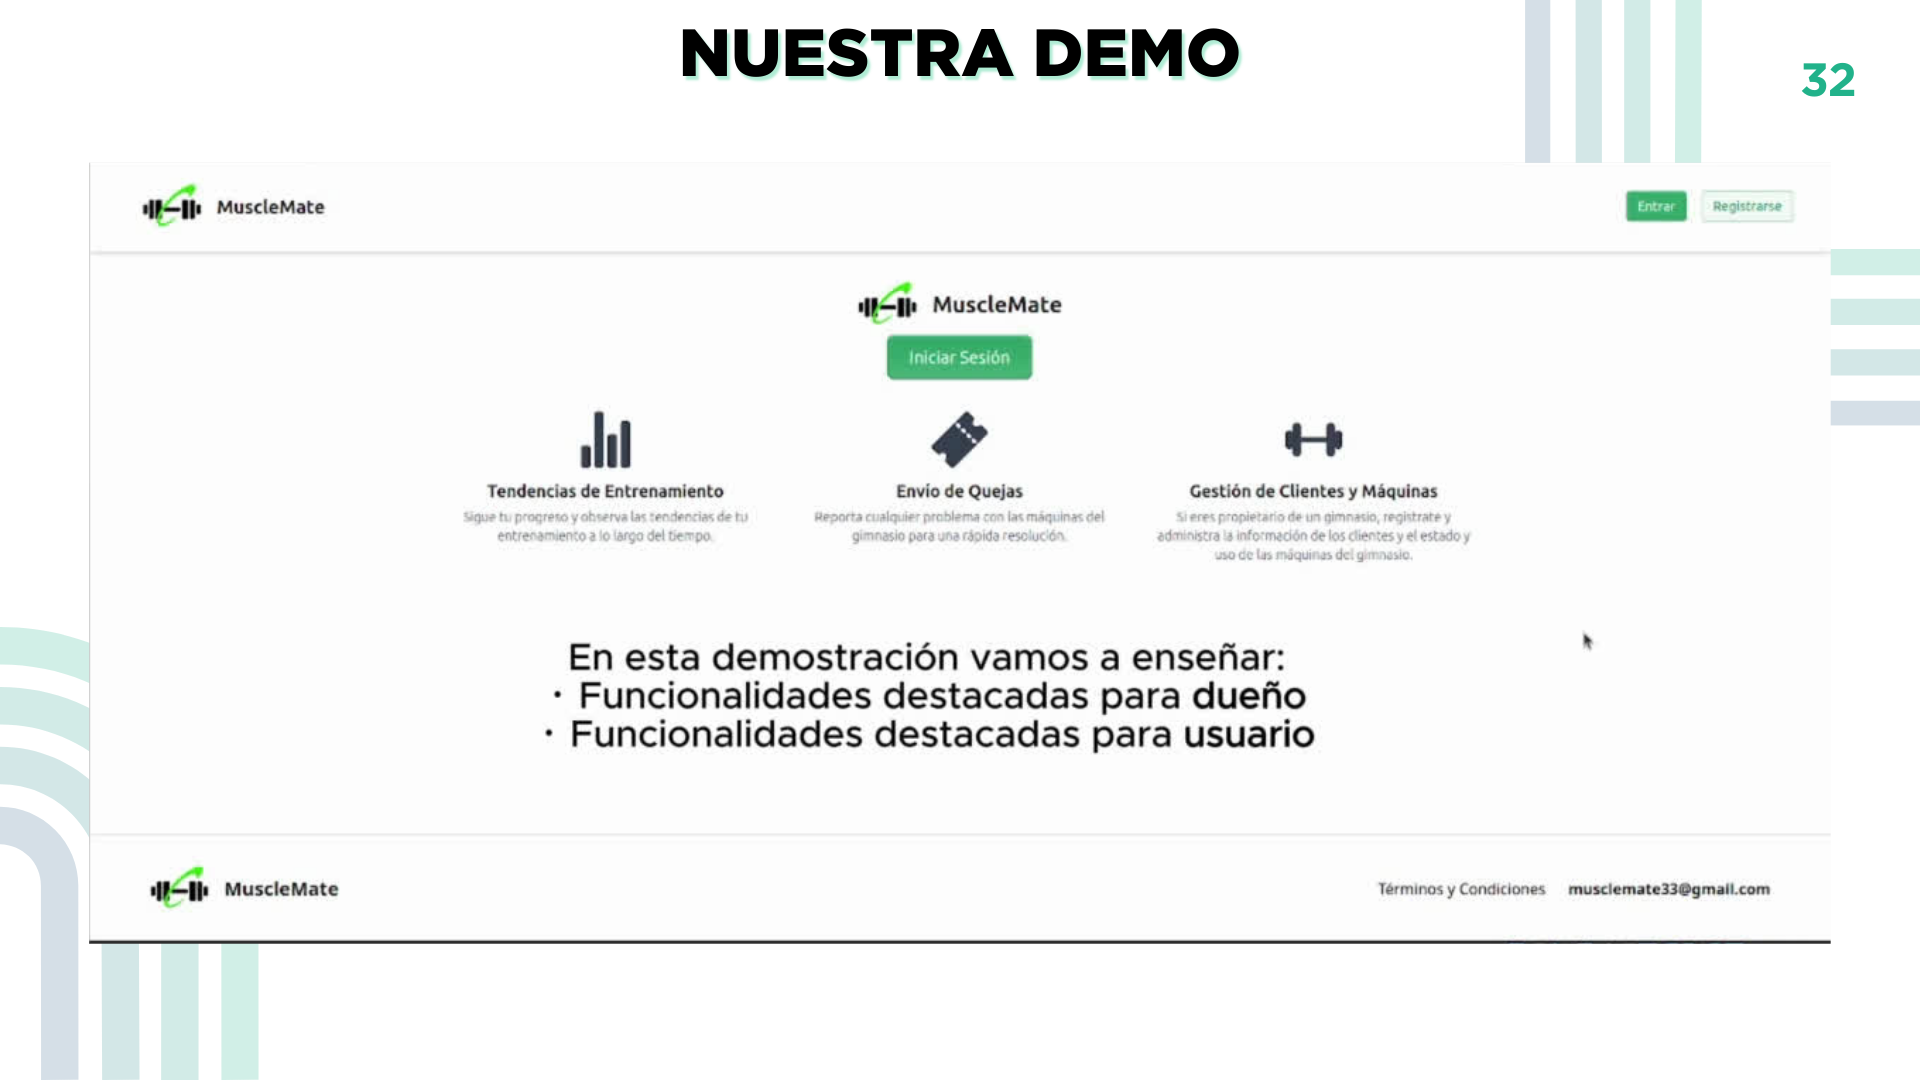 NUESTRA DEMO
32
MuscleMate
Entrar
Registrarse
MuscleMate
Iniciar Sesión
Tendencias de Entrenamiento
Sigue tu progreso y observa las tendencias de tu
entrenamiento a lo largo del tiempo.
Envío de Quejas
Reporta cualquier problema con las máquinas del
gimnasio para una rápida resolución.
Gestión de Clientes y Máquinas
Si eres propietario de un gimnasio, registrate y
administra la información de los clientes y el estado y
uso de las máquinas del gimnasio.
En esta demostración vamos a enseñar:
· Funcionalidades destacadas para dueño
· Funcionalidades destacadas para usuario
MuscleMate
Términos y Condiciones
musclemate33@gmail.com